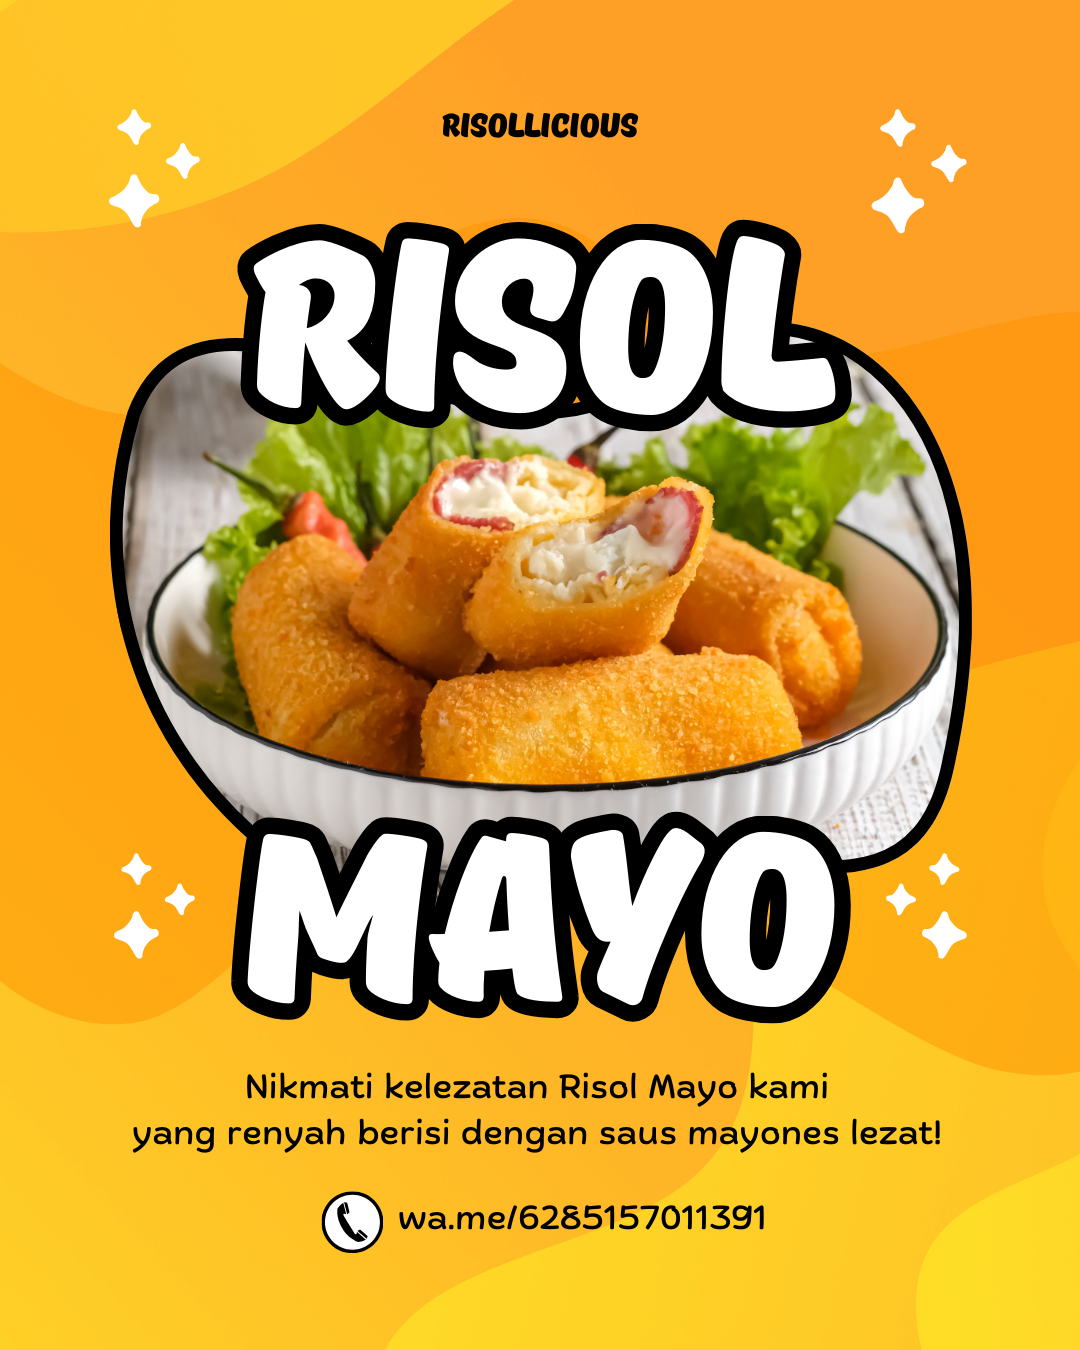 RISOLLICIOUS
RISOL
MAYO
Nikmati kelezatan Risol Mayo kami
yang renyah berisi dengan saus mayones lezat!
wa.me/6285157011391